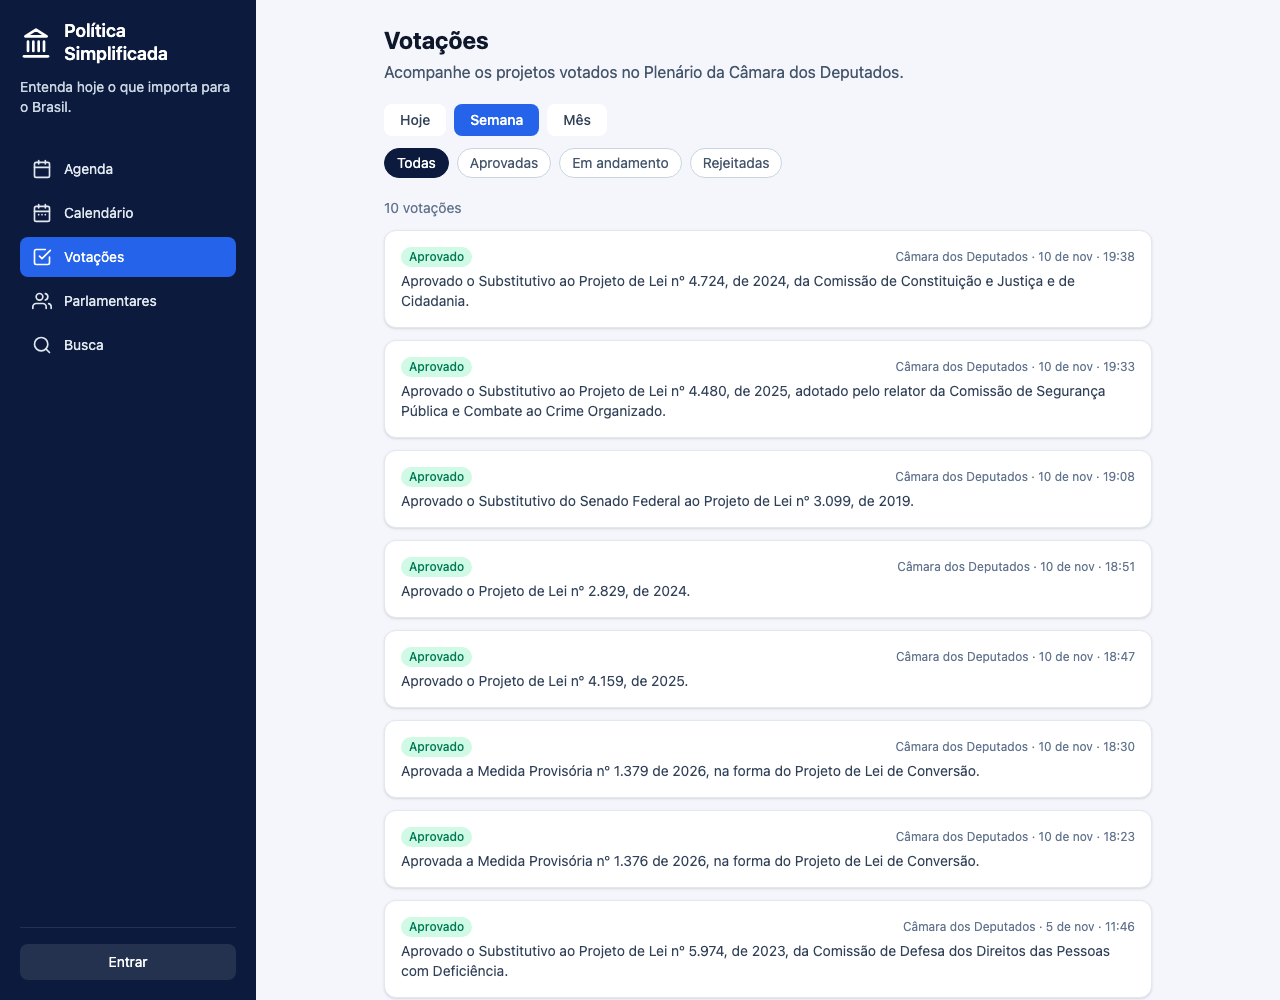 Política
Simplificada
Entenda hoje o que importa para
o Brasil.
Agenda
Calendário
Votações
Parlamentares
Busca
Entrar
Votações
Acompanhe os projetos votados no Plenário da Câmara dos Deputados.
Hoje
Semana
Mês
Todas
Aprovadas
Em andamento
Rejeitadas
10 votações
Aprovado
Câmara dos Deputados · 10 de nov · 19:38
Aprovado o Substitutivo ao Projeto de Lei nº 4.724, de 2024, da Comissão de Constituição e Justiça e de
Cidadania.
Aprovado
Câmara dos Deputados · 10 de nov · 19:33
Aprovado o Substitutivo ao Projeto de Lei nº 4.480, de 2025, adotado pelo relator da Comissão de Segurança
Pública e Combate ao Crime Organizado.
Aprovado
Câmara dos Deputados · 10 de nov · 19:08
Aprovado o Substitutivo do Senado Federal ao Projeto de Lei nº 3.099, de 2019.
Aprovado
Câmara dos Deputados · 10 de nov · 18:51
Aprovado o Projeto de Lei nº 2.829, de 2024.
Aprovado
Câmara dos Deputados · 10 de nov · 18:47
Aprovado o Projeto de Lei nº 4.159, de 2025.
Aprovado
Câmara dos Deputados · 10 de nov · 18:30
Aprovada a Medida Provisória nº 1.379 de 2026, na forma do Projeto de Lei de Conversão.
Aprovado
Câmara dos Deputados · 10 de nov · 18:23
Aprovada a Medida Provisória nº 1.376 de 2026, na forma do Projeto de Lei de Conversão.
Aprovado
Câmara dos Deputados · 5 de nov · 11:46
Aprovado o Substitutivo ao Projeto de Lei nº 5.974, de 2023, da Comissão de Defesa dos Direitos das Pessoas
com Deficiência.